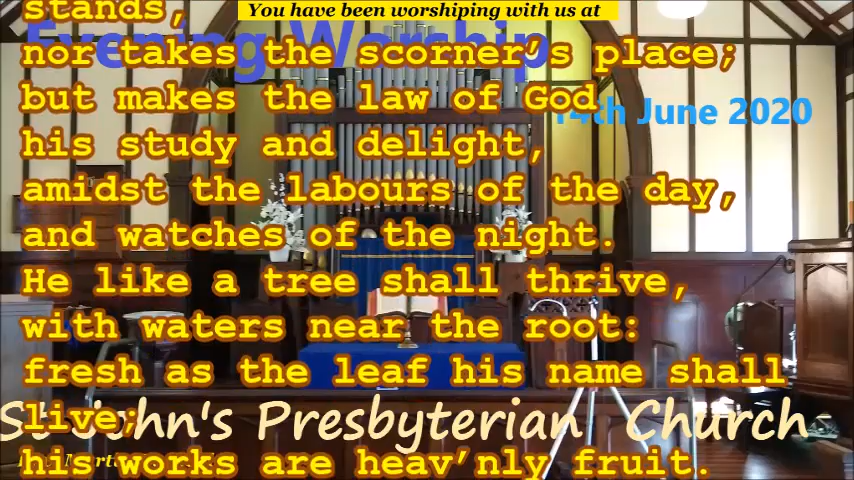 You have been worshiping with us at
stands,
Evening Worship
nor takes the scorner's place;
but makes the law of God
14th June 2020
his study and delight,
amidst the labours of the day,
and watches of the night.
He like a tree shall thrive,
with waters near the root:
fresh as the leaf his name shall
live;
St John's Presbyterian Church
his works are heav'nly fruit.